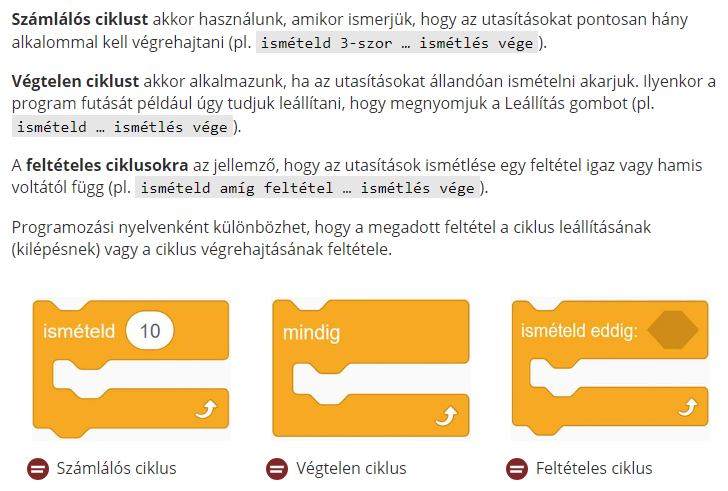 Számlálós ciklust akkor használunk, amikor ismerjük, hogy az utasításokat pontosan hány
alkalommal kell végrehajtani (pl. ismételd 3-szor … ismétlés vége ).
Végtelen ciklust akkor alkalmazunk, ha az utasításokat állandóan ismételni akarjuk. Ilyenkor a
program futását például úgy tudjuk leállítani, hogy megnyomjuk a Leállítás gombot (pl.
ismételd … ismétlés vége ).
A feltételes ciklusokra az jellemző, hogy az utasítások ismétlése egy feltétel igaz vagy hamis
voltától függ (pl. ismételd amíg feltétel … ismétlés vége ).
Programozási nyelvenként különbözhet, hogy a megadott feltétel a ciklus leállításának
(kilépésnek) vagy a ciklus végrehajtásának feltétele.
ismételd 10
mindig
ismételd eddig:
Számlálós ciklus
Végtelen ciklus
Feltételes ciklus